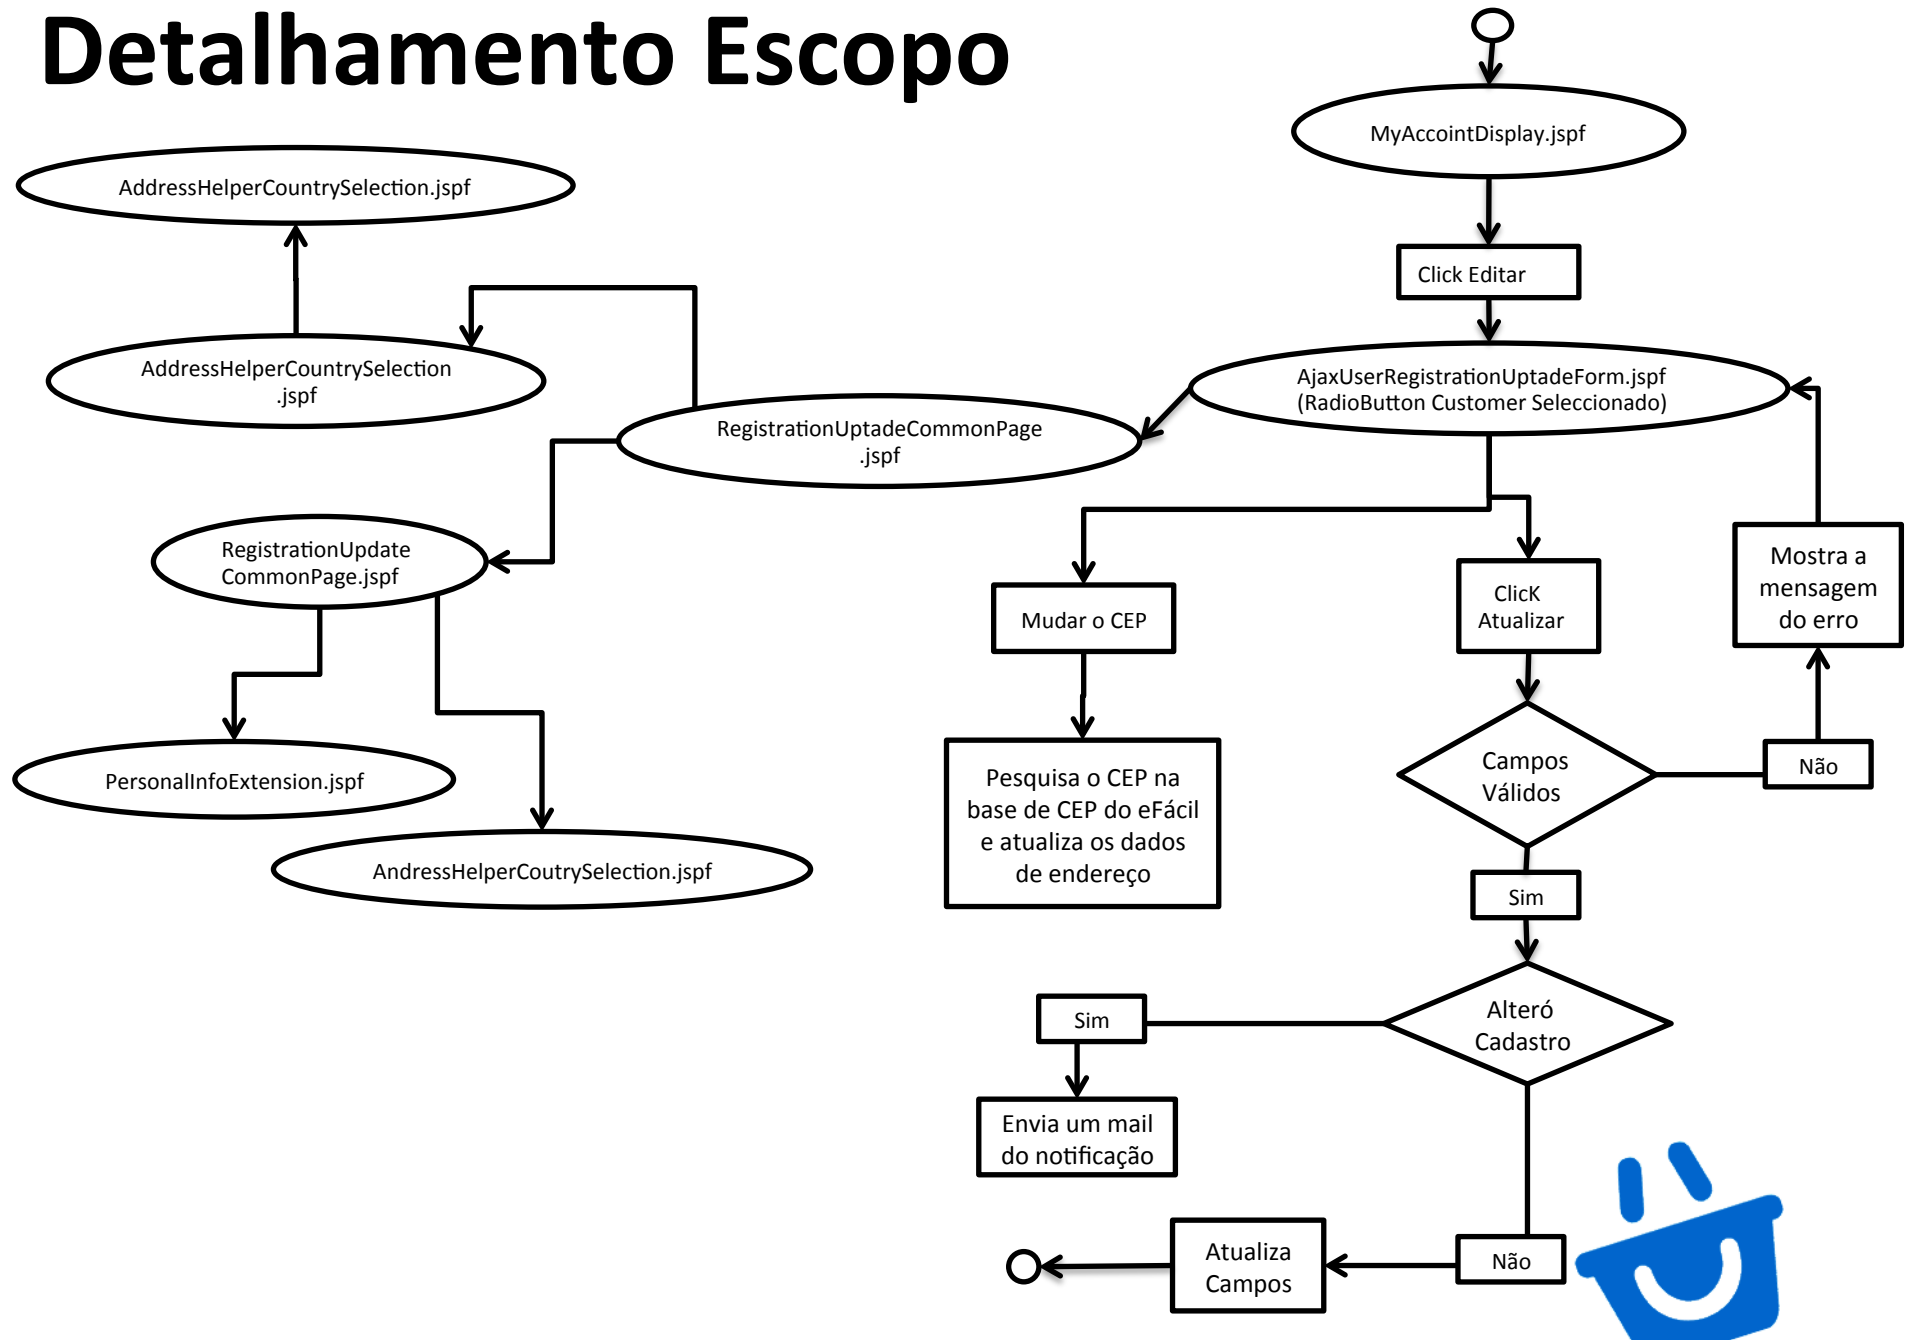 Detalhamento Escopo
MyAccointDisplay.jspf
AddressHelperCountrySelection.jspf
Click Editar
AddressHelperCountrySelection
.jspf
AjaxUserRegistrationUptadeForm.jspf
(RadioButton Customer Seleccionado)
RegistrationUptadeCommonPage
.jspf
RegistrationUpdate
CommonPage.jspf
Mudar o CEP
ClicK
Atualizar
Mostra a
mensagem
do erro
PersonalInfoExtension.jspf
Pesquisa o CEP na
base de CEP do eFácil
e atualiza os dados
de endereço
Campos
Válidos
Não
AndressHelperCoutrySelection.jspf
Sim
Alteró
Cadastro
Sim
Envia um mail
do notificação
Não
Atualiza
Campos